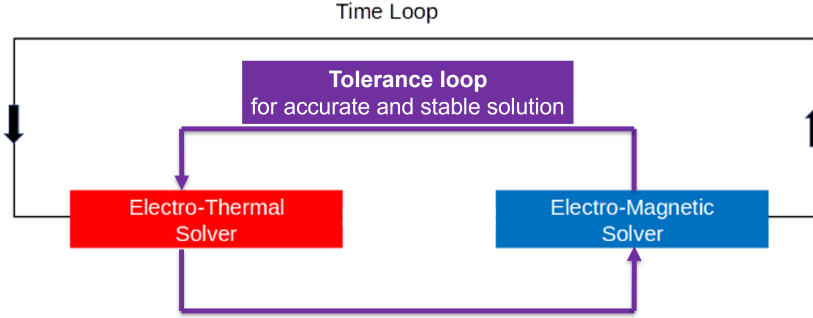 Time Loop
Tolerance loop
for accurate and stable solution
Electro-Thermal
Solver
Electro-Magnetic
Solver